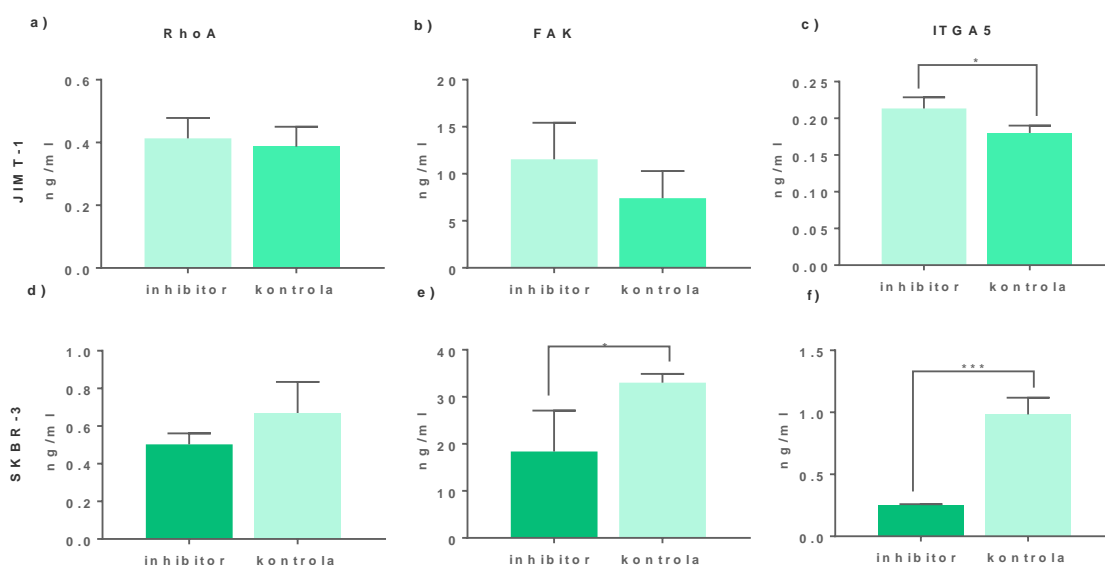 a)
RhoA
b)
FAK
c)
ITGA5
JIMT-1
ng/ml
0.6
0.4
0.2
0.0
inhibitor kontrola
ng/ml
20
15
10
5
0
inhibitor kontrola
ng/ml
0.25
0.20
0.15
0.10
0.05
0.00
*
inhibitor kontrola
d)
e)
f)
SKBR-3
ng/ml
1.0
0.8
0.6
0.4
0.2
0.0
inhibitor kontrola
ng/ml
40
30
20
10
0
*
inhibitor kontrola
ng/ml
1.5
1.0
0.5
0.0
***
inhibitor kontrola